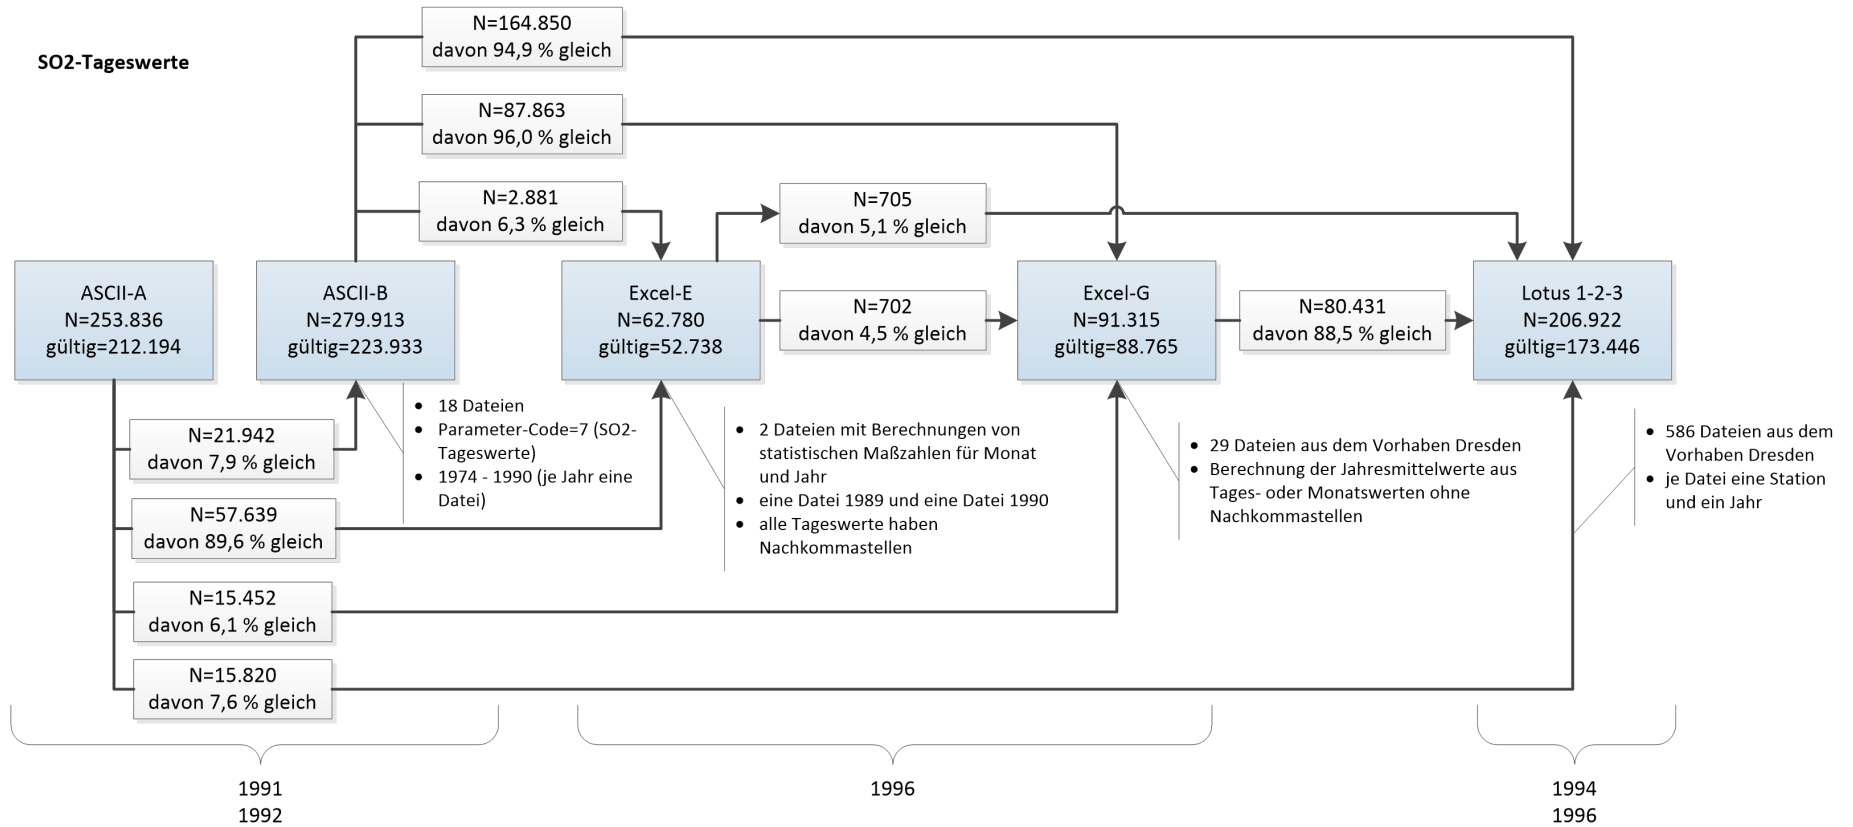 SO2-Tageswerte
N=164.850
davon 94,9 % gleich
N=87.863
davon 96,0 % gleich
N=2.881
davon 6,3 % gleich
N=705
davon 5,1 % gleich
ASCII-A
N=253.836
gültig=212.194
ASCII-B
N=279.913
gültig=223.933
Excel-E
N=62.780
gültig=52.738
N=702
davon 4,5 % gleich
Excel-G
N=91.315
gültig=88.765
N=80.431
davon 88,5 % gleich
Lotus 1-2-3
N=206.922
gültig=173.446
N=21.942
davon 7,9 % gleich
N=57.639
davon 89,6 % gleich
N=15.452
davon 6,1 % gleich
N=15.820
davon 7,6 % gleich
• 18 Dateien
• Parameter-Code=7 (SO2-
Tageswerte)
• 1974 - 1990 (je Jahr eine
Datei)
• 2 Dateien mit Berechnungen von
statistischen Maßzahlen für Monat
und Jahr
• eine Datei 1989 und eine Datei 1990
• alle Tageswerte haben
Nachkommastellen
• 29 Dateien aus dem Vorhaben Dresden
• Berechnung der Jahresmittelwerte aus
Tages- oder Monatswerten ohne
Nachkommastellen
• 586 Dateien aus dem
Vorhaben Dresden
• je Datei eine Station
und ein Jahr
1991
1992
1996
1994
1996